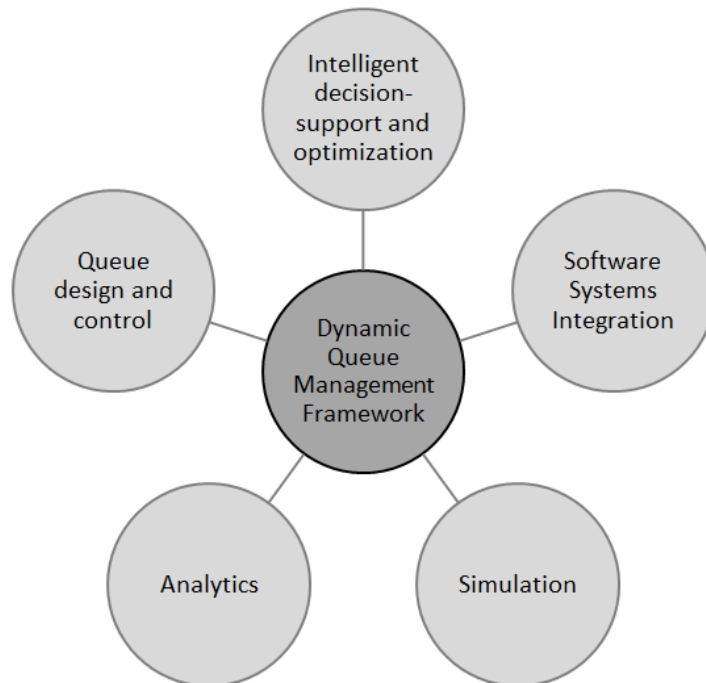 Intelligent
decision-
support and
optimization
Queue
design and
control
Software
Systems
Integration
Dynamic
Queue
Management
Framework
Analytics
Simulation